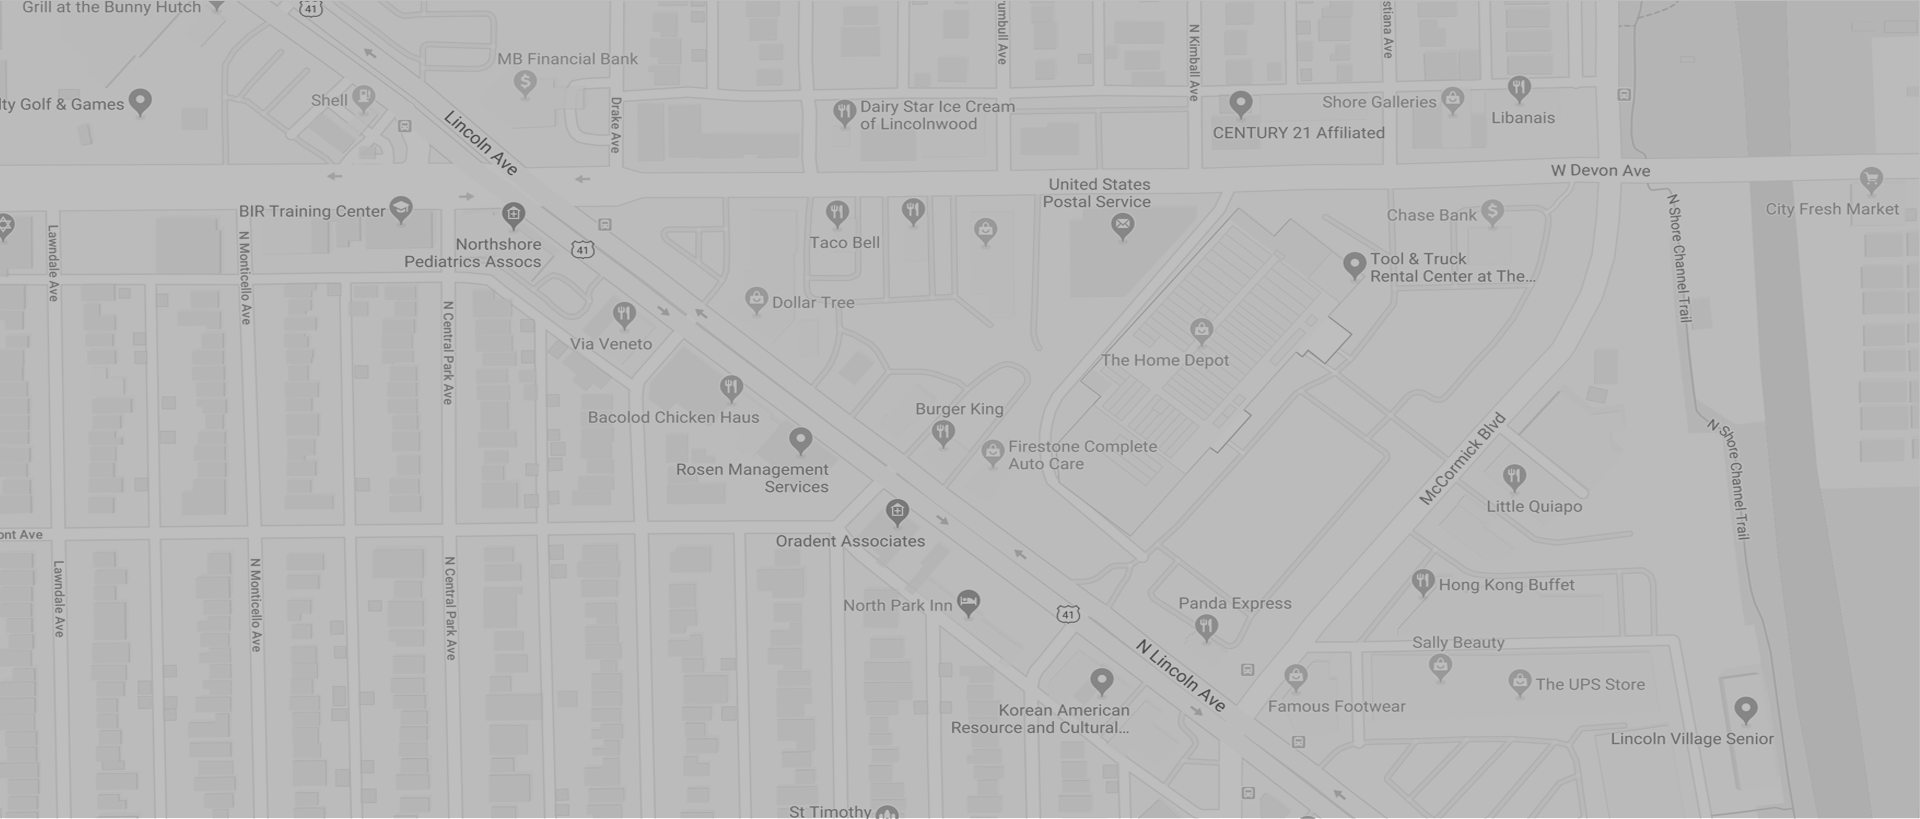 Grill at the Bunny Hutch
41
MB Financial Bank
Shell
lty Golf & Games
Lincoln Ave
Drake Ave
Dairy Star Ice Cream
of Lincolnwood
umbull Ave
N Kimball Ave
stiana Ave
CENTURY 21 Affiliated
Shore Galleries
Libanais
W Devon Ave
City Fresh Market
BIR Training Center
Northshore
Pediatrics Assocs
41
Taco Bell
United States
Postal Service
Chase Bank
Tool & Truck
Rental Center at The...
N Shore Channel Trail
Lawndale Ave
N Monticello Ave
N Central Park Ave
Via Veneto
Dollar Tree
The Home Depot
Bacolod Chicken Haus
Burger King
Firestone Complete
Auto Care
Rosen Management
Services
McCormick Blvd
N Shore Channel Trail
Little Quiapo
ont Ave
Oradent Associates
Lawndale Ave
N Monticello Ave
N Central Park Ave
North Park Inn
41
Panda Express
Hong Kong Buffet
Sally Beauty
N Lincoln Ave
The UPS Store
Famous Footwear
Korean American
Resource and Cultural...
Lincoln Village Senior
St Timothy